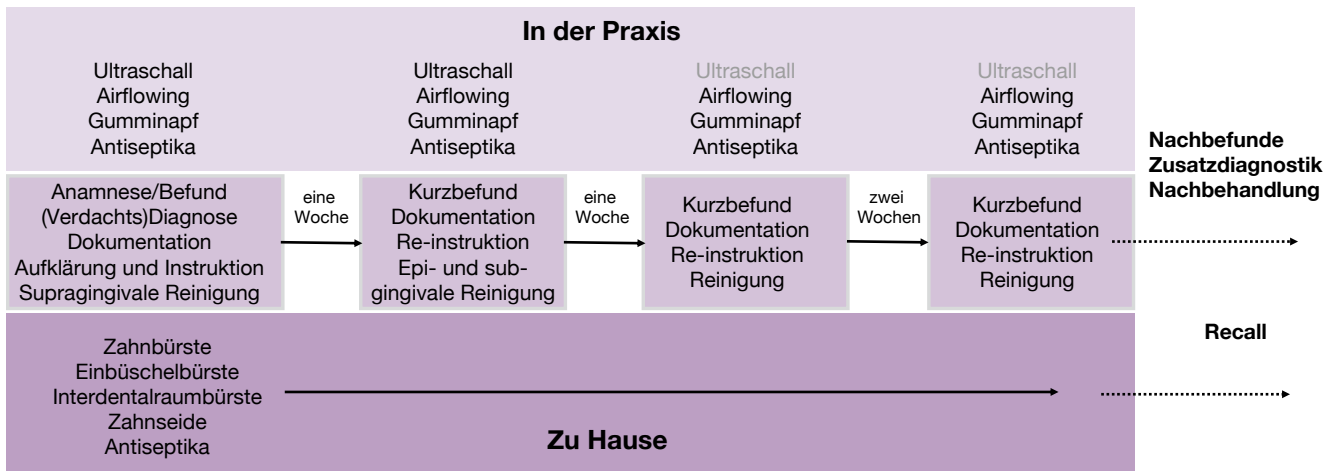 In der Praxis
Ultraschall
Airflowing
Gumminapf
Antiseptika
Ultraschall
Airflowing
Gumminapf
Antiseptika
Ultraschall
Airflowing
Gumminapf
Antiseptika
Ultraschall
Airflowing
Gumminapf
Antiseptika
Nachbefunde
Zusatzdiagnostik
Nachbehandlung
Anamnese/Befund
(Verdachts)Diagnose
Dokumentation
Aufklärung und Instruktion
Supragingivale Reinigung
eine
Woche
Kurzbefund
Dokumentation
Re-instruktion
Epi- und sub-
gingivale Reinigung
eine
Woche
Kurzbefund
Dokumentation
Re-instruktion
Reinigung
zwei
Wochen
Kurzbefund
Dokumentation
Re-instruktion
Reinigung
Zahnbürste
Einbüschelbürste
Interdentalraumbürste
Zahnseide
Antiseptika
Zu Hause
Recall